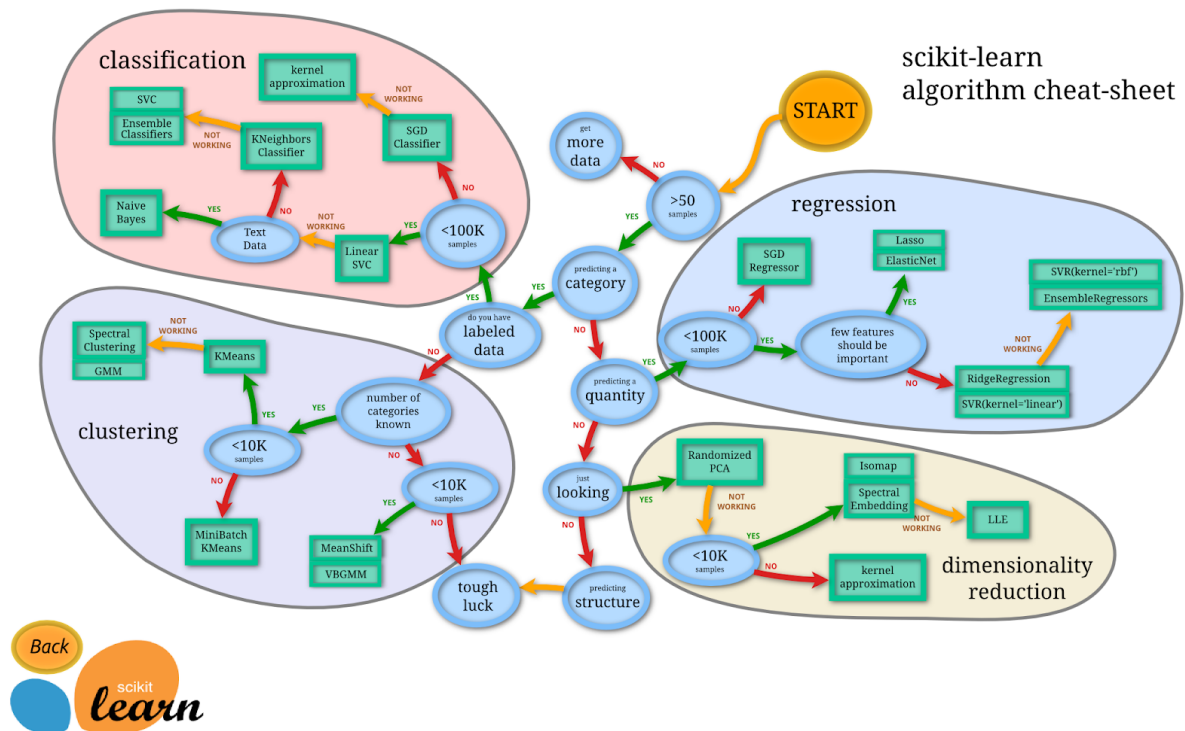 scikit-learn
algorithm cheat-sheet
START
get
more
data
NO
>50
samples
YES
predicting a
category
YES
NO
do you have
labeled
data
YES
NO
predicting a
quantity
YES
NO
just
looking
YES
NO
predicting
structure
tough
luck
classification
kernel
approximation
NOT
WORKING
SGD
Classifier
NO
<100K
samples
YES
Linear
SVC
NOT
WORKING
Text
Data
YES
Naive
Bayes
NO
KNeighbors
Classifier
NOT
WORKING
SVC
Ensemble
Classifiers
regression
<100K
samples
NO
SGD
Regressor
YES
few features
should be
important
YES
Lasso
ElasticNet
NO
RidgeRegression
SVR(kernel='linear')
NOT
WORKING
SVR(kernel='rbf')
EnsembleRegressors
clustering
number of
categories
known
YES
<10K
samples
YES
KMeans
NOT
WORKING
Spectral
Clustering
GMM
NO
MiniBatch
KMeans
NO
<10K
samples
YES
MeanShift
VBGMM
NO
dimensionality
reduction
Randomized
PCA
NOT
WORKING
<10K
samples
YES
Isomap
Spectral
Embedding
NOT
WORKING
LLE
NO
kernel
approximation
Back
scikit
learn